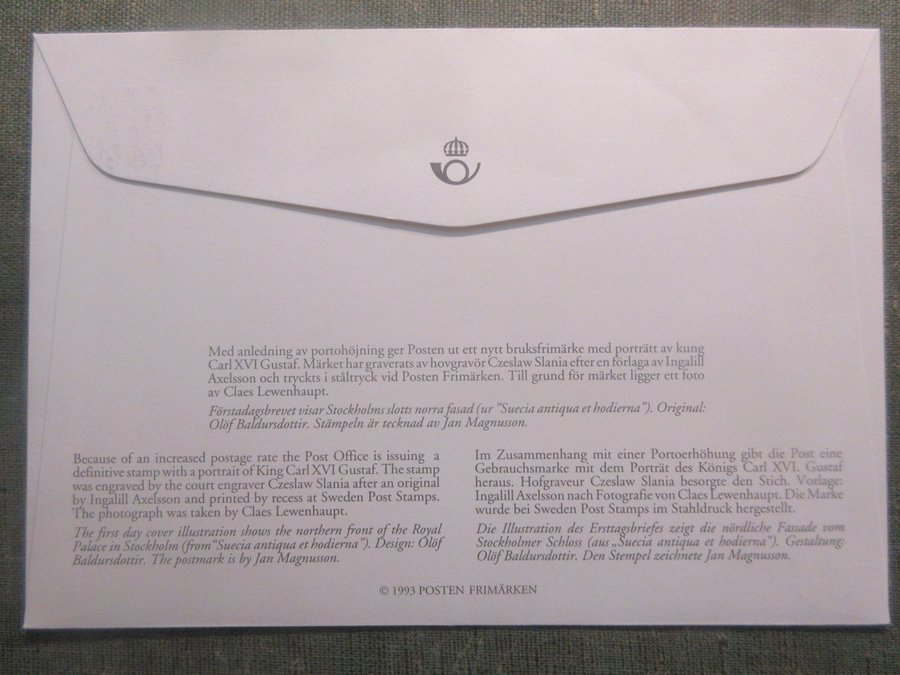 Med anledning av portohöjning ger Posten ut ett nytt bruksfrimärke med porträtt av kung
Carl XVI Gustaf. Märket har graverats av hovgravör Czeslaw Slania efter en förlaga av Ingalill
Axelsson och tryckts i ståltryck vid Posten Frimärken. Till grund för märket ligger ett foto
av Claes Lewenhaupt.
Förstadagsbrevet visar Stockholms slotts norra fasad (ur ”Suecia antiqua et hodierna”). Original:
Olöf Baldursdottir. Stämpeln är tecknad av Jan Magnusson.
Because of an increased postage rate the Post Office is issuing a
definitive stamp with a portrait of King Carl XVI Gustaf. The stamp
was engraved by the court engraver Czeslaw Slania after an original
by Ingalill Axelsson and printed by recess at Sweden Post Stamps.
The photograph was taken by Claes Lewenhaupt.
The first day cover illustration shows the northern front of the Royal
Palace in Stockholm (from “Suecia antiqua et hodierna”). Design: Olöf
Baldursdottir. The postmark is by Jan Magnusson.
Im Zusammenhang mit einer Portoerhöhung gibt die Post eine
Gebrauchsmarke mit dem Porträt des Königs Carl XVI. Gustaf
heraus. Hofgraveur Czeslaw Slania besorgte den Stich. Vorlage:
Ingalill Axelsson nach Fotografie von Claes Lewenhaupt. Die Marke
wurde bei Sweden Post Stamps im Stahldruck hergestellt.
Die Illustration des Ersttagsbriefes zeigt die nördliche Fassade vom
Stockholmer Schloss (aus „Suecia antiqua et hodierna“). Gestaltung:
Olöf Baldursdottir. Den Stempel zeichnete Jan Magnusson.
© 1993 POSTEN FRIMÄRKEN